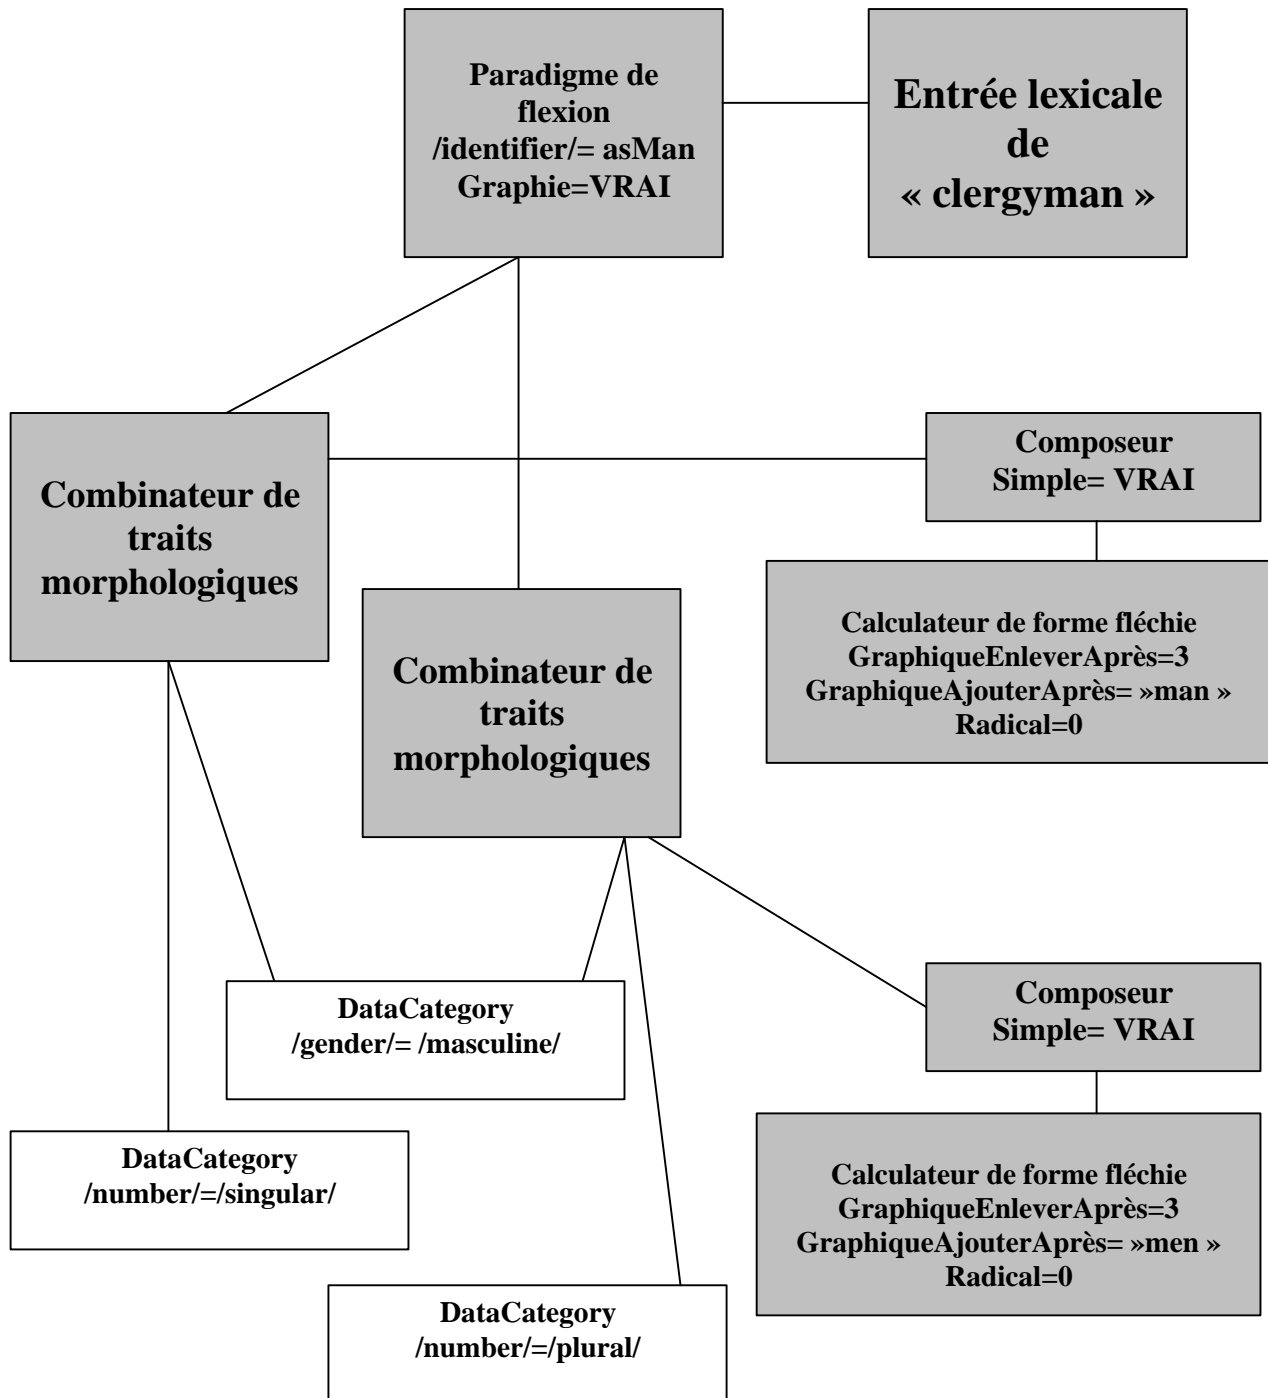 Paradigme de
flexion
/identifier/= asMan
Graphie=VRAI
Entrée lexicale
de
« clergyman »
Combinateur de
traits
morphologiques
Composeur
Simple= VRAI
Calculateur de forme fléchie
GraphiqueEnleverAprès=3
GraphiqueAjouterAprès= »man »
Radical=0
Combinateur de
traits
morphologiques
DataCategory
/gender/= /masculine/
Composeur
Simple= VRAI
DataCategory
/number/=/singular/
Calculateur de forme fléchie
GraphiqueEnleverAprès=3
GraphiqueAjouterAprès= »men »
Radical=0
DataCategory
/number/=/plural/